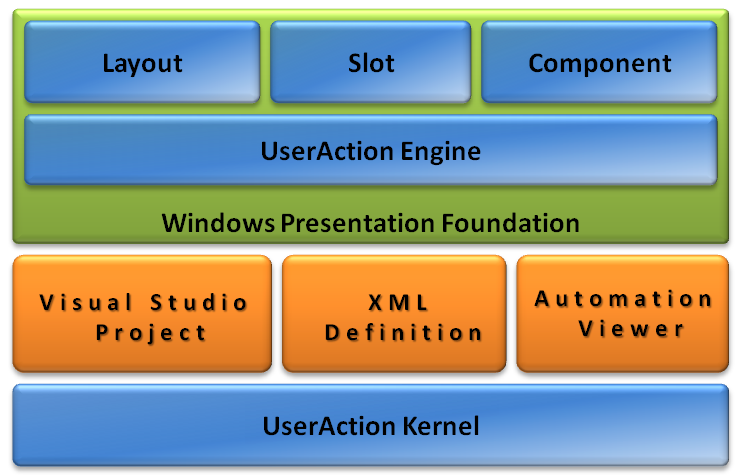 Layout
Slot
Component
UserAction Engine
Windows Presentation Foundation
Visual Studio
Project
XML
Definition
Automation
Viewer
UserAction Kernel